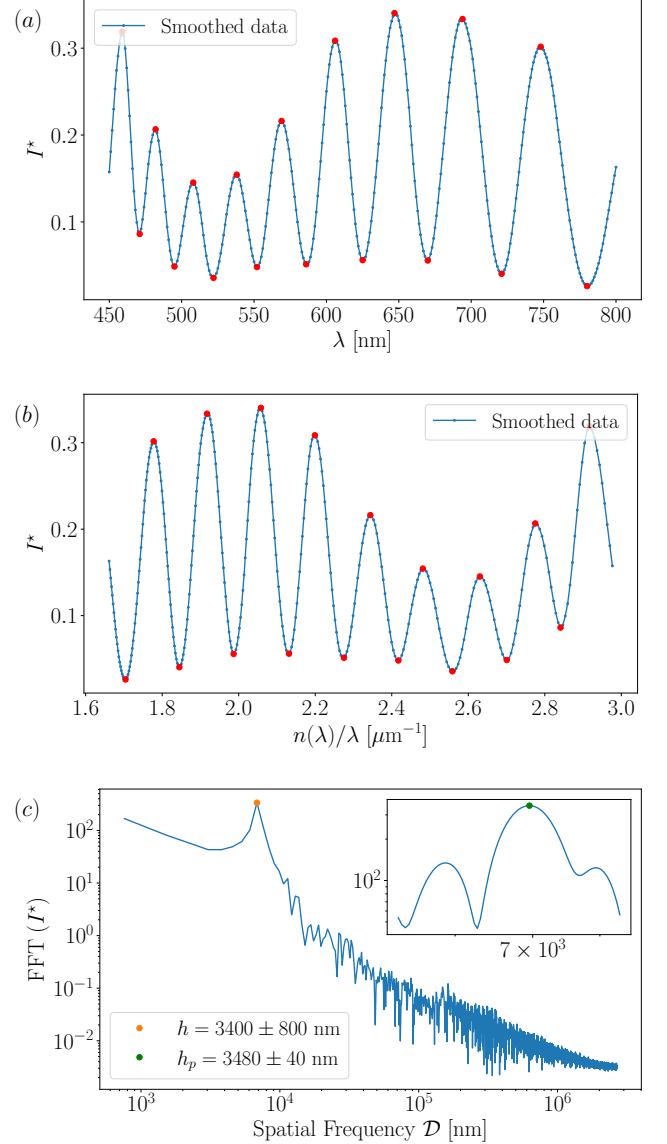 (a)
Smoothed data
0.3
0.2
0.1
I⋆
450 500 550 600 650 700 750 800
λ [nm]
(b)
Smoothed data
0.3
0.2
0.1
I⋆
1.6 1.8 2.0 2.2 2.4 2.6 2.8 3.0
n(λ)/λ [μm⁻¹]
(c)
10²
10¹
10⁰
10⁻¹
10⁻²
FFT (I⋆)
10²
7 × 10³
h = 3400 ± 800 nm
hₚ = 3480 ± 40 nm
10³ 10⁴ 10⁵ 10⁶
Spatial Frequency 𝒟 [nm]